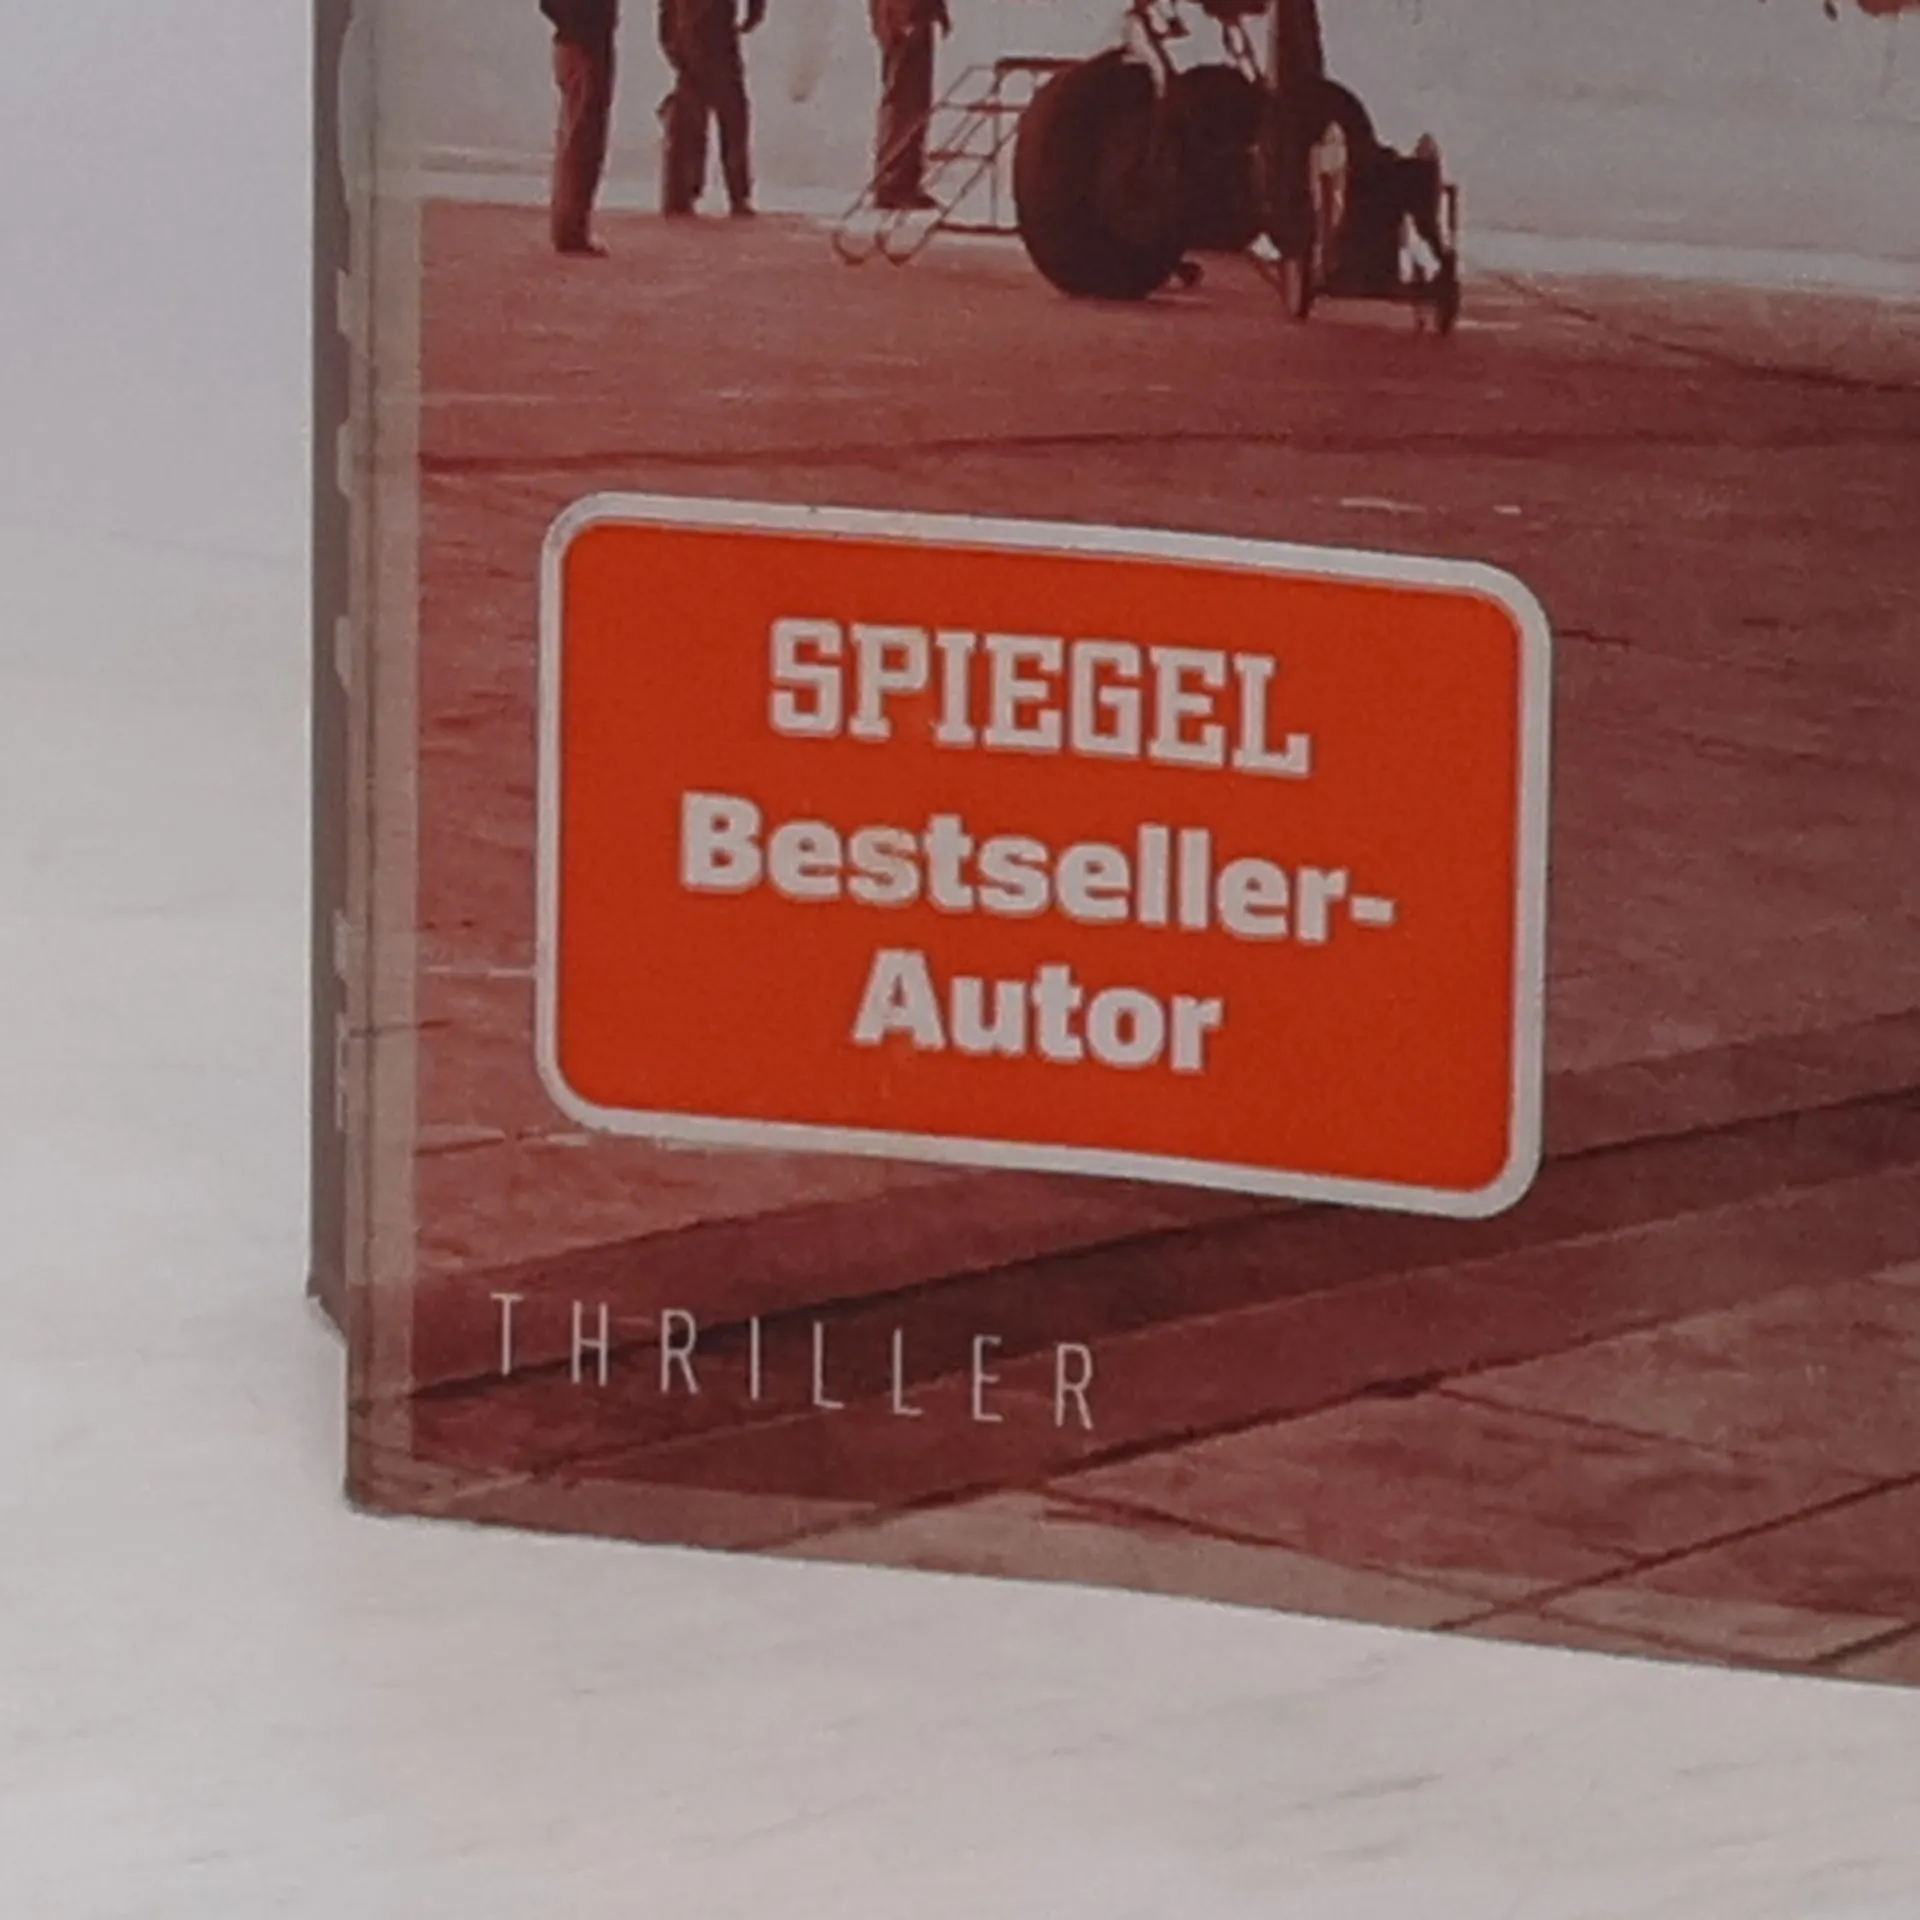 SPIEGEL
Bestseller-
Autor
THRILLER